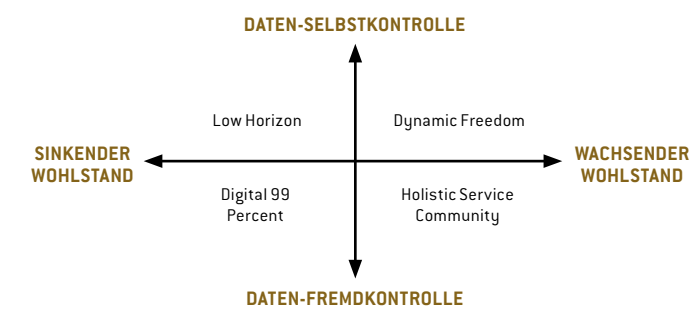 DATEN-SELBSTKONTROLLE
Low Horizon
Dynamic Freedom
SINKENDER
WOHLSTAND
WACHSENDER
WOHLSTAND
Digital 99
Percent
Holistic Service
Community
DATEN-FREMDKONTROLLE